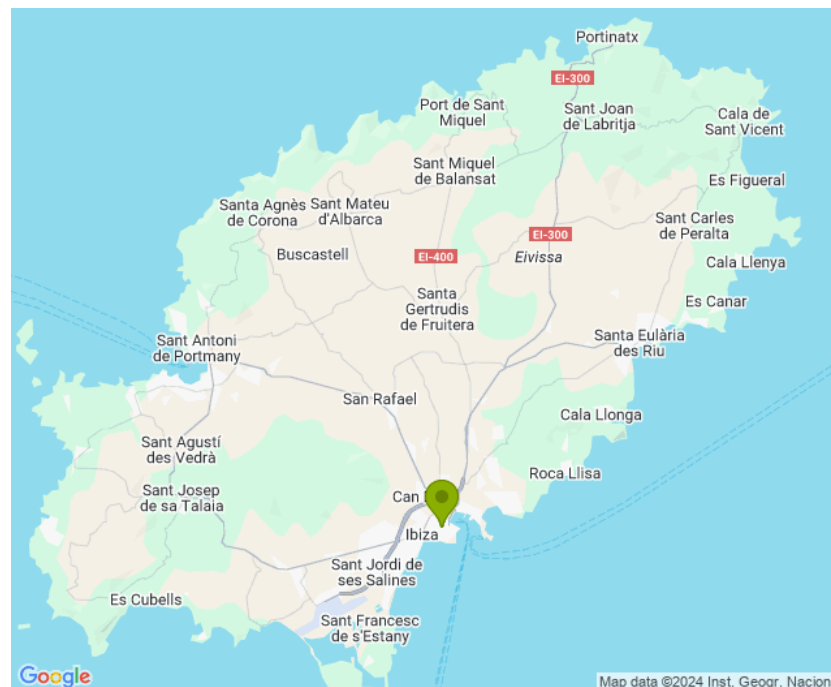 Portinatx
EI-300
Port de Sant
Miquel
Sant Joan
de Labritja
Cala de
Sant Vicent
Sant Miquel
de Balansat
Es Figueral
Santa Agnès
de Corona
Sant Mateu
d'Albarca
Sant Carles
de Peralta
EI-300
Buscastell
EI-400
Eivissa
Cala Llenya
Santa
Gertrudis
de Fruitera
Es Canar
Sant Antoni
de Portmany
Santa Eulària
des Riu
San Rafael
Cala Llonga
Sant Agustí
des Vedrà
Roca Llisa
Sant Josep
de sa Talaia
Can
Ibiza
Sant Jordi de
ses Salines
Es Cubells
Sant Francesc
de s'Estany
Google
Map data ©2024 Inst. Geogr. Nacion